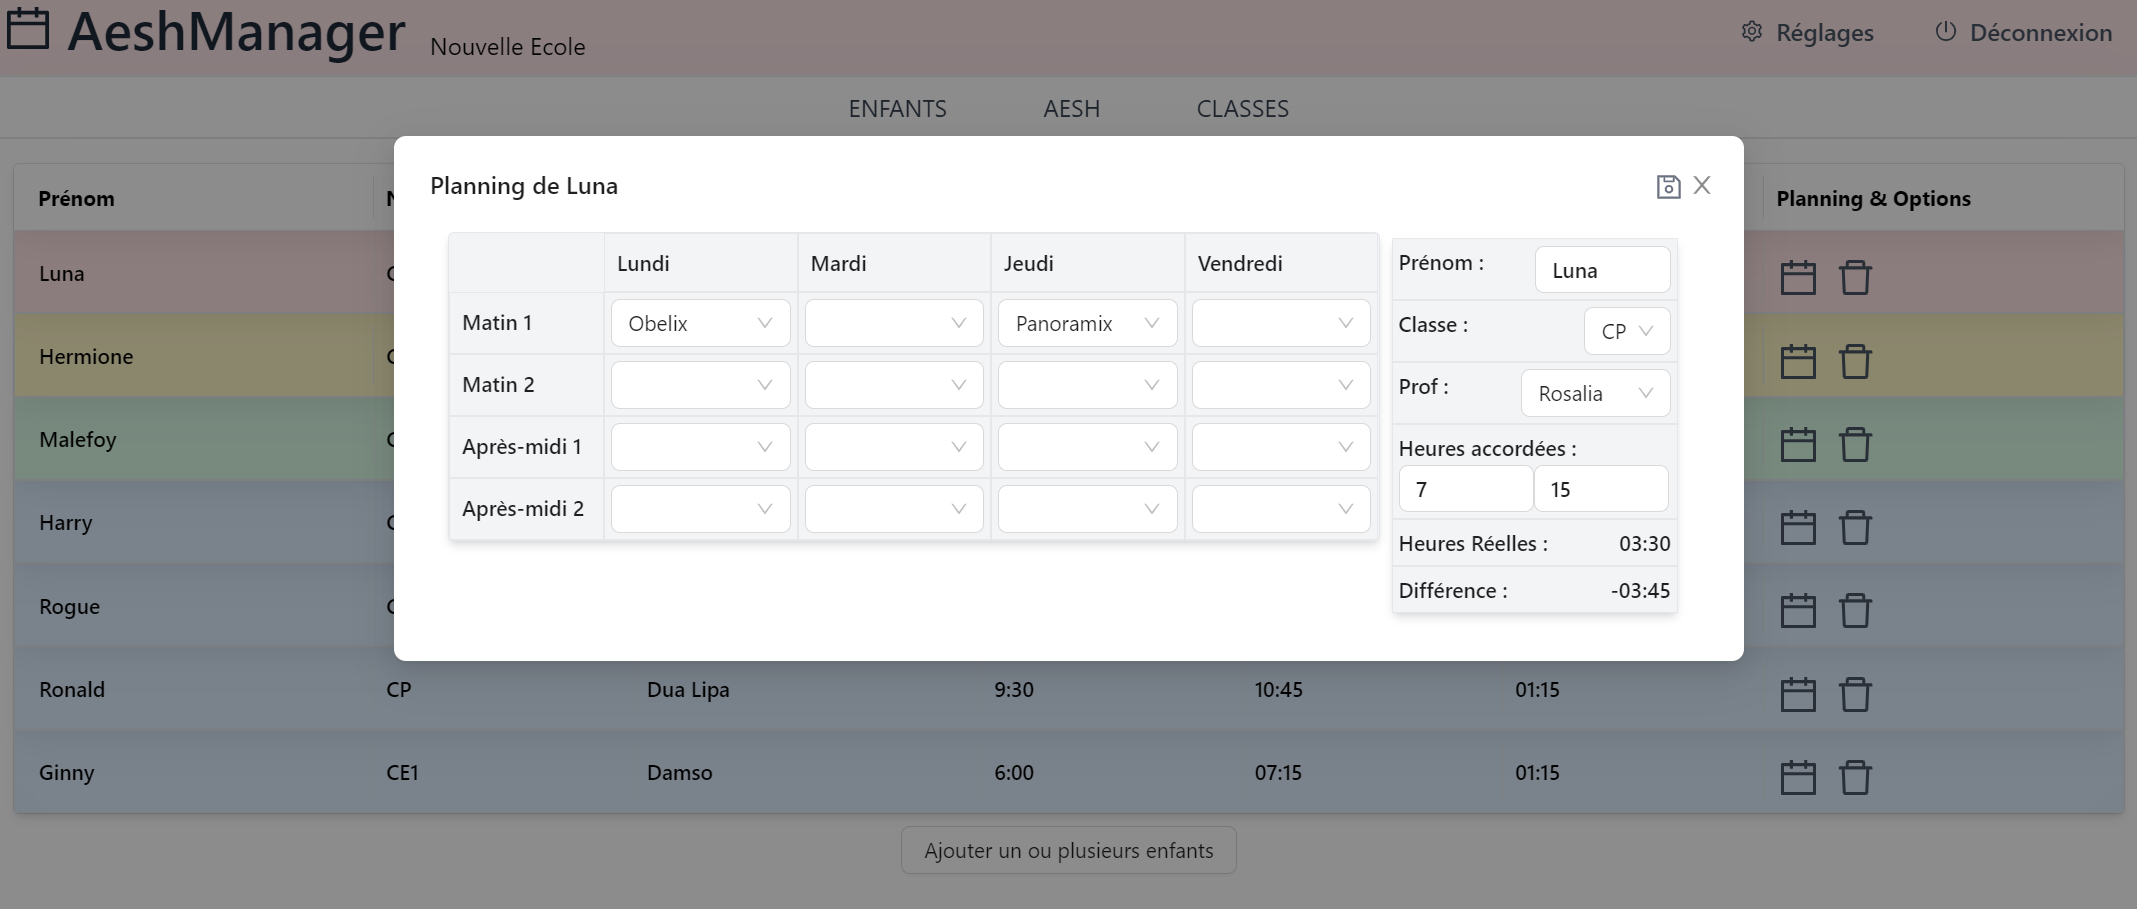 AeshManager Nouvelle Ecole Réglages Déconnexion
ENFANTS AESH CLASSES
Prénom Planning & Options
Luna
Hermione
Malefoy
Harry
Rogue
Ronald CP Dua Lipa 9:30 10:45 01:15
Ginny CE1 Damso 6:00 07:15 01:15
Ajouter un ou plusieurs enfants
Planning de Luna
Lundi Mardi Jeudi Vendredi
Matin 1 Obelix Panoramix
Matin 2
Après-midi 1
Après-midi 2
Prénom : Luna
Classe : CP
Prof : Rosalia
Heures accordées :
7 15
Heures Réelles : 03:30
Différence : -03:45